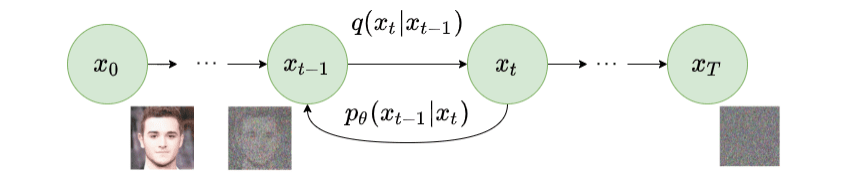 q(x_t|x_{t-1})
x_0 ··· x_{t-1} x_t ··· x_T
p_θ(x_{t-1}|x_t)